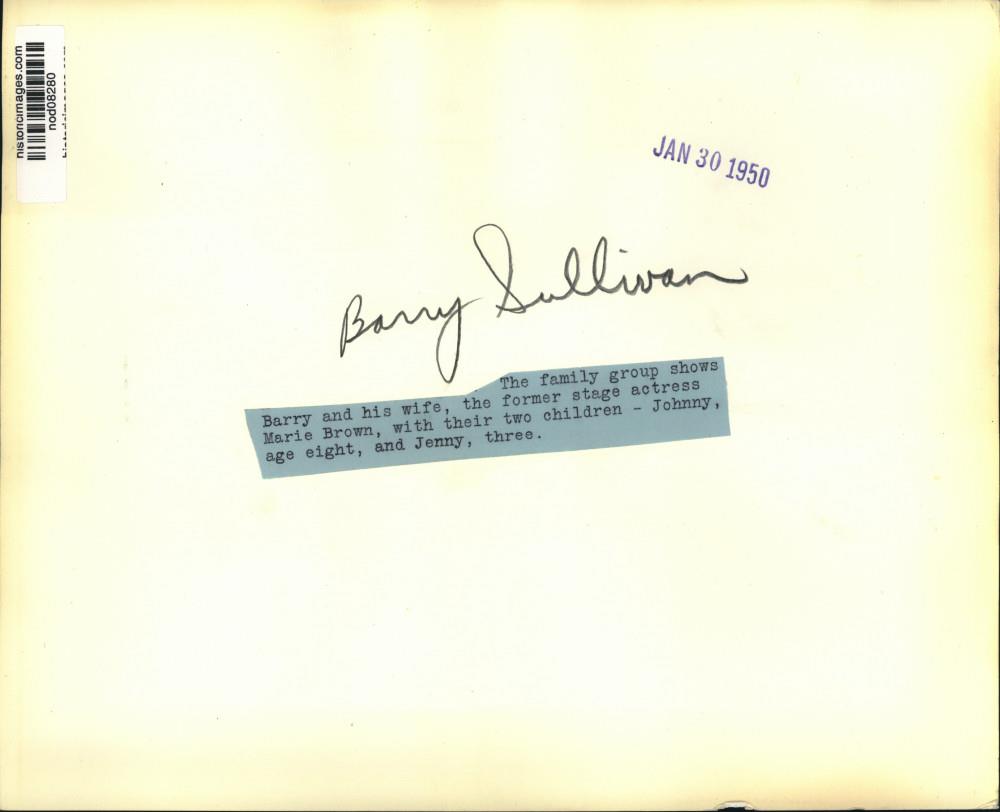 historicimages.com
nod08280
JAN 30 1950
Barry Sullivan
The family group shows
Barry and his wife, the former stage actress
Marie Brown, with their two children - Johnny,
age eight, and Jenny, three.